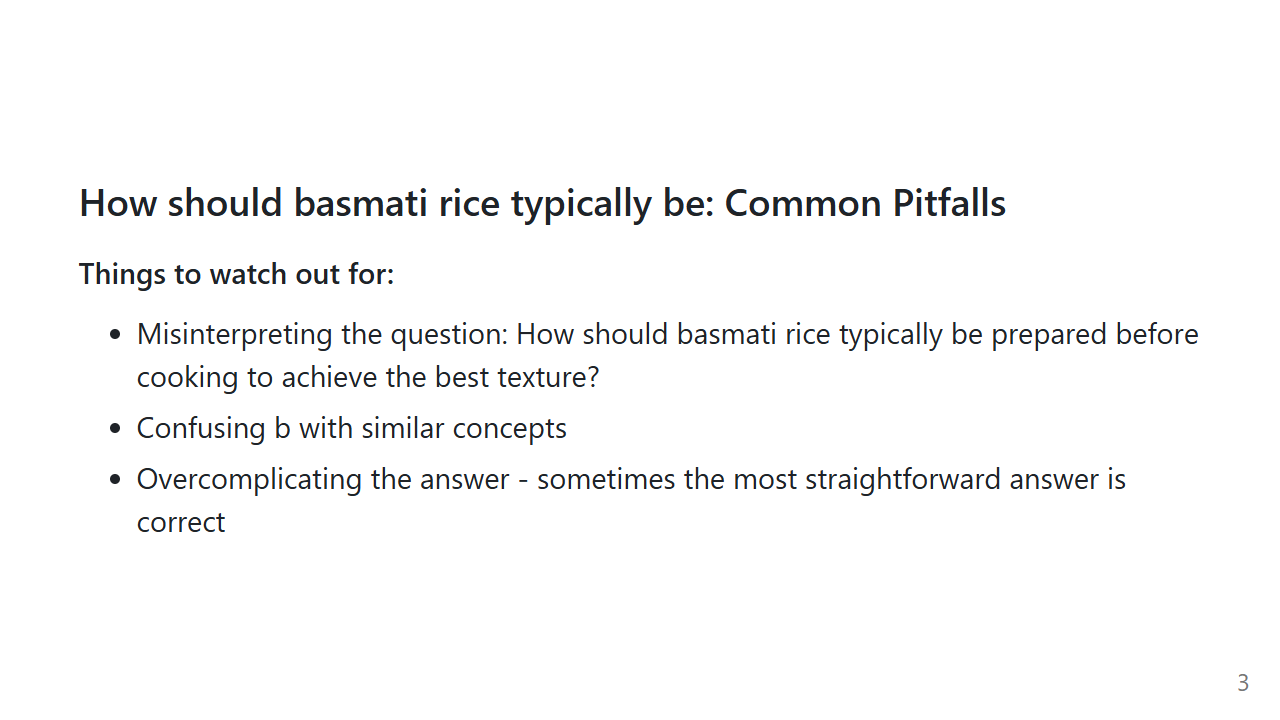 How should basmati rice typically be: Common Pitfalls
Things to watch out for:
• Misinterpreting the question: How should basmati rice typically be prepared before
cooking to achieve the best texture?
• Confusing b with similar concepts
• Overcomplicating the answer - sometimes the most straightforward answer is
correct
3